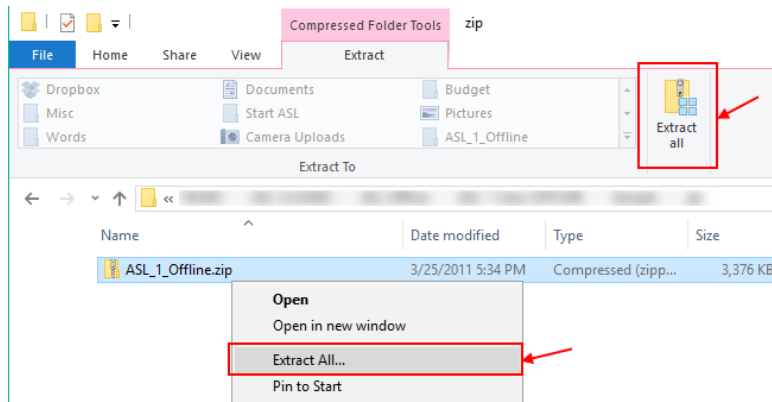 Compressed Folder Tools zip
File Home Share View Extract
Dropbox Documents Budget
Misc Start ASL Pictures
Words Camera Uploads ASL_1_Offline
Extract all
Extract To
«
Name Date modified Type Size
ASL_1_Offline.zip 3/25/2011 5:34 PM Compressed (zipp... 3,376 KB
Open
Open in new window
Extract All...
Pin to Start